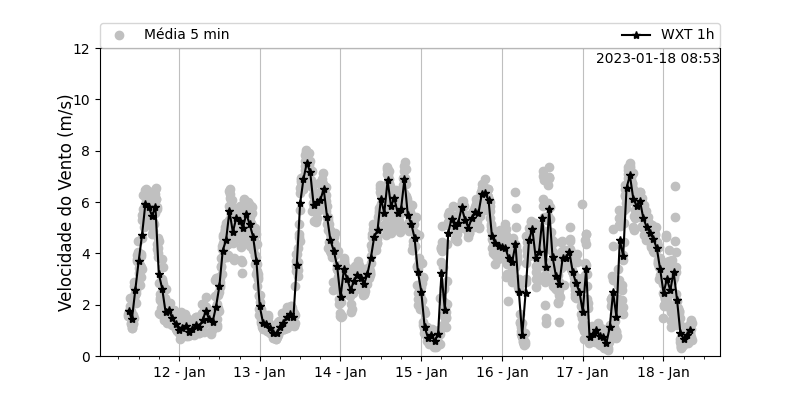 Média 5 min WXT 1h
2023-01-18 08:53
Velocidade do Vento (m/s)
12
10
8
6
4
2
0
12 - Jan 13 - Jan 14 - Jan 15 - Jan 16 - Jan 17 - Jan 18 - Jan